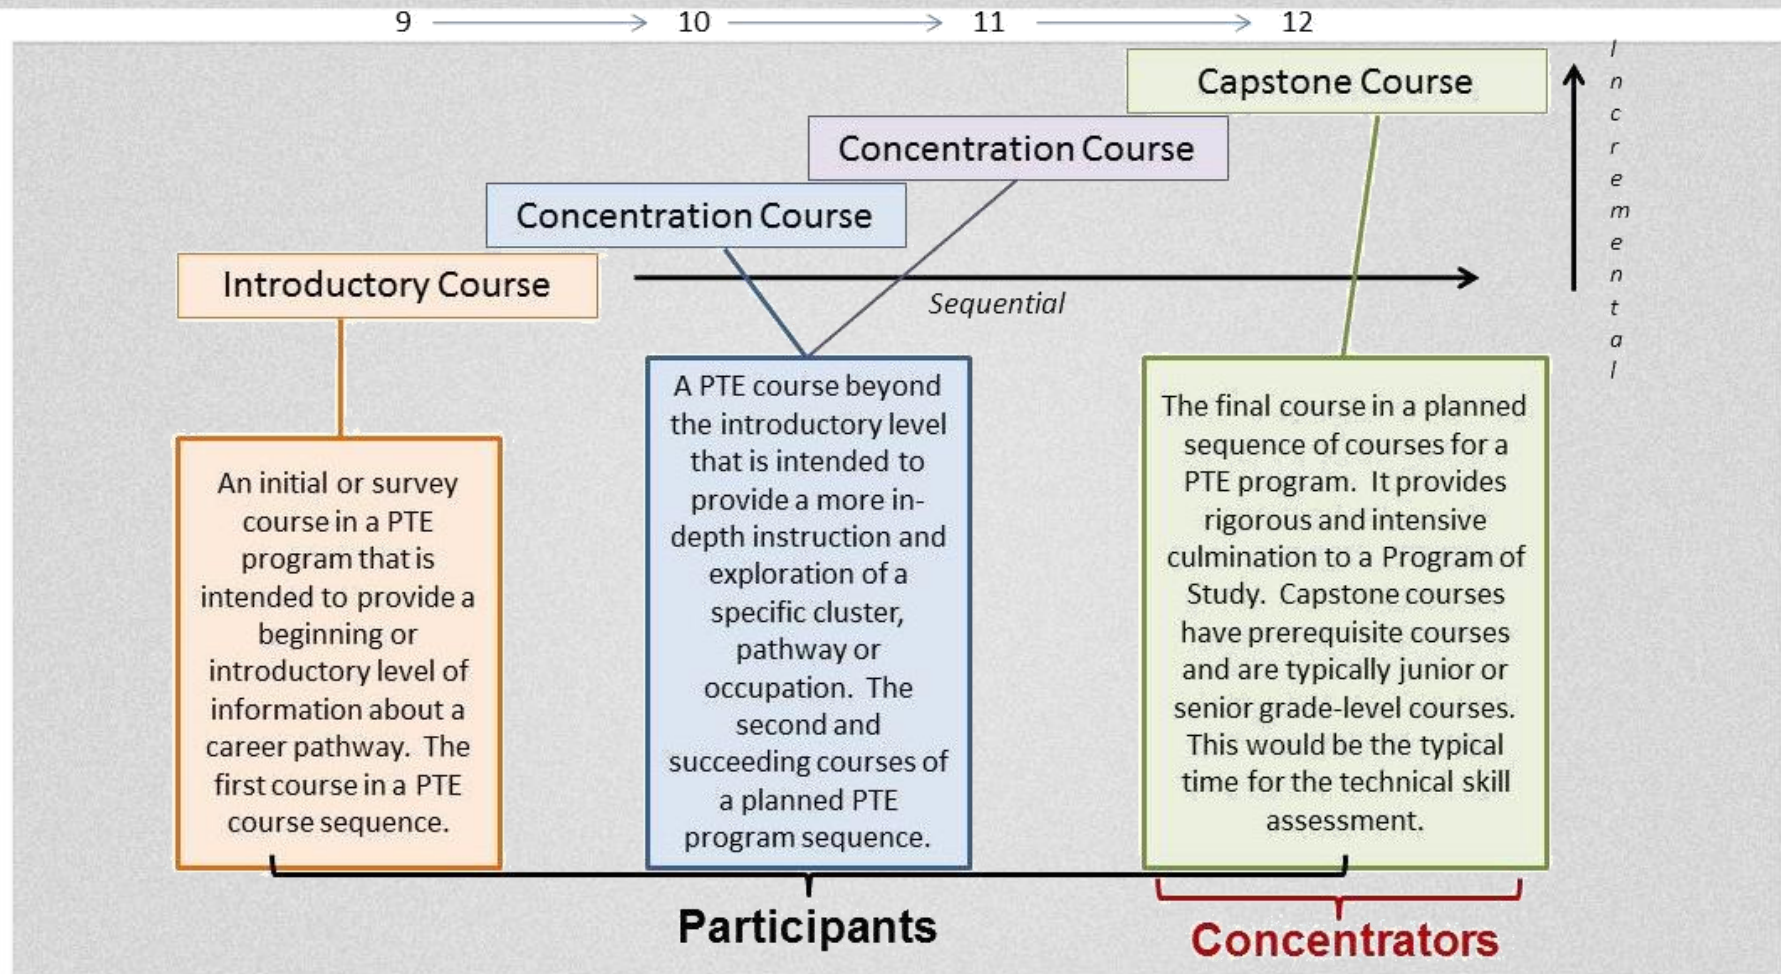 9 10 11 12
Capstone Course
Concentration Course
Concentration Course
Introductory Course
Sequential
Incremental
An initial or survey
course in a PTE
program that is
intended to provide a
beginning or
introductory level of
information about a
career pathway. The
first course in a PTE
course sequence.
A PTE course beyond
the introductory level
that is intended to
provide a more in-
depth instruction and
exploration of a
specific cluster,
pathway or
occupation. The
second and
succeeding courses of
a planned PTE
program sequence.
The final course in a planned
sequence of courses for a
PTE program. It provides
rigorous and intensive
culmination to a Program of
Study. Capstone courses
have prerequisite courses
and are typically junior or
senior grade-level courses.
This would be the typical
time for the technical skill
assessment.
Participants
Concentrators